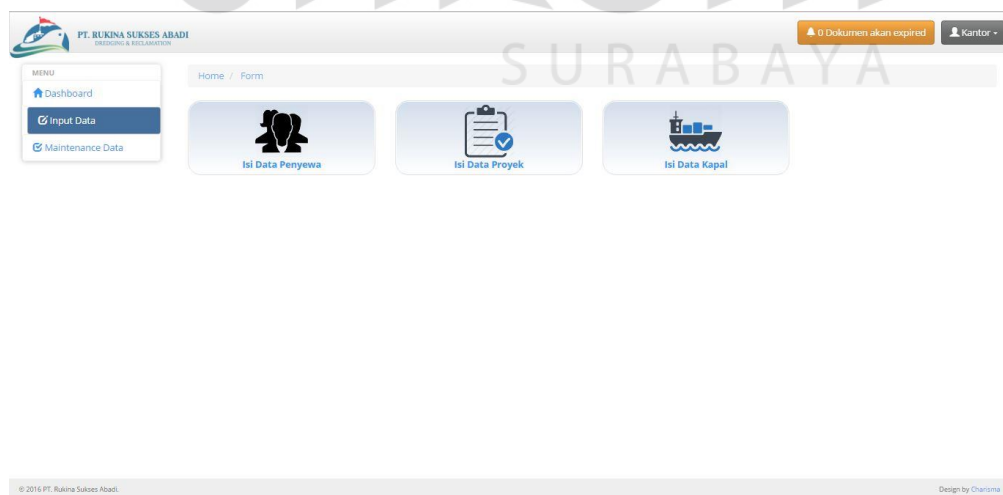 PT. RUKINA SUKSES ABADI
DREDGING & RECLAMATION
0 Dokumen akan expired
Kantor
SURABAYA
MENU
Dashboard
Input Data
Maintenance Data
Home / Form
Isi Data Penyewa
Isi Data Proyek
Isi Data Kapal
© 2016 PT. Rukina Sukses Abadi.
Design by Charisma